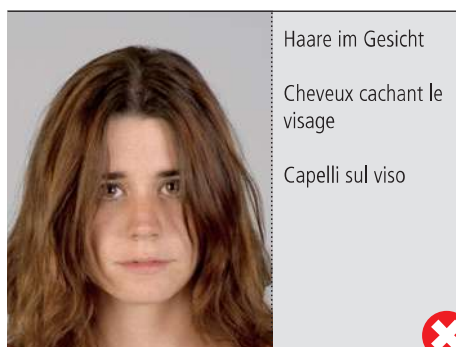 Haare im Gesicht
Cheveux cachant le
visage
Capelli sul viso